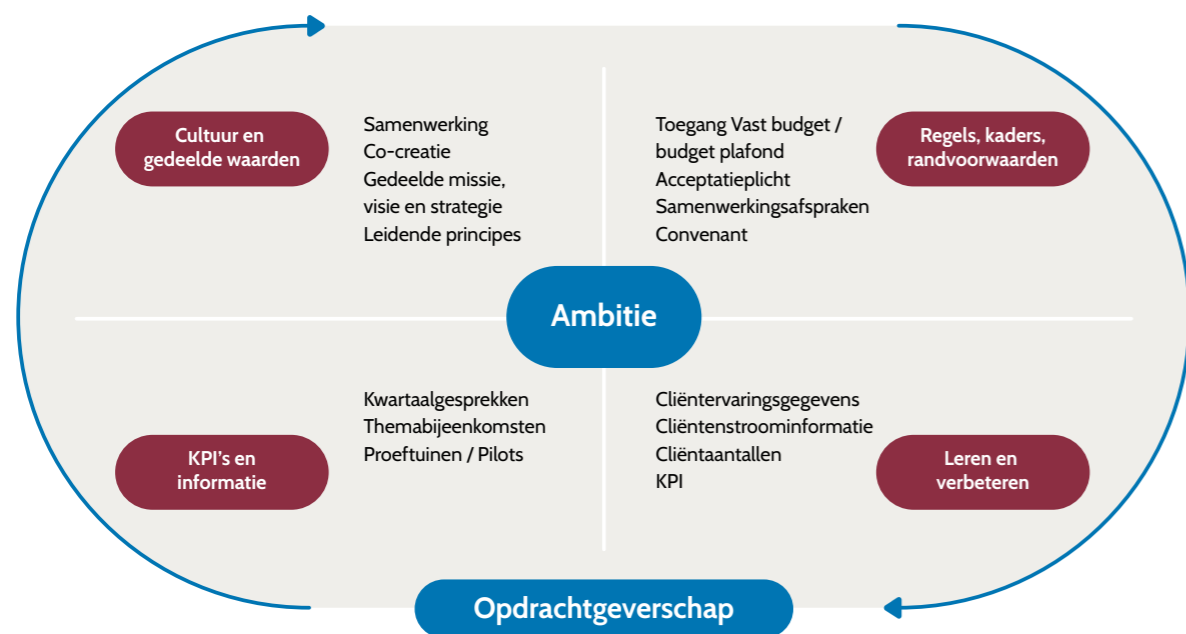 Cultuur en
gedeelde waarden
Samenwerking
Co-creatie
Gedeelde missie,
visie en strategie
Leidende principes
Toegang Vast budget /
budget plafond
Acceptatieplicht
Samenwerkingsafspraken
Convenant
Regels, kaders,
randvoorwaarden
Ambitie
KPI's en
informatie
Kwartaalgesprekken
Themabijeenkomsten
Proeftuinen / Pilots
Cliëntervaringsgegevens
Cliëntenstroominformatie
Cliëntaantallen
KPI
Leren en
verbeteren
Opdrachtgeverschap